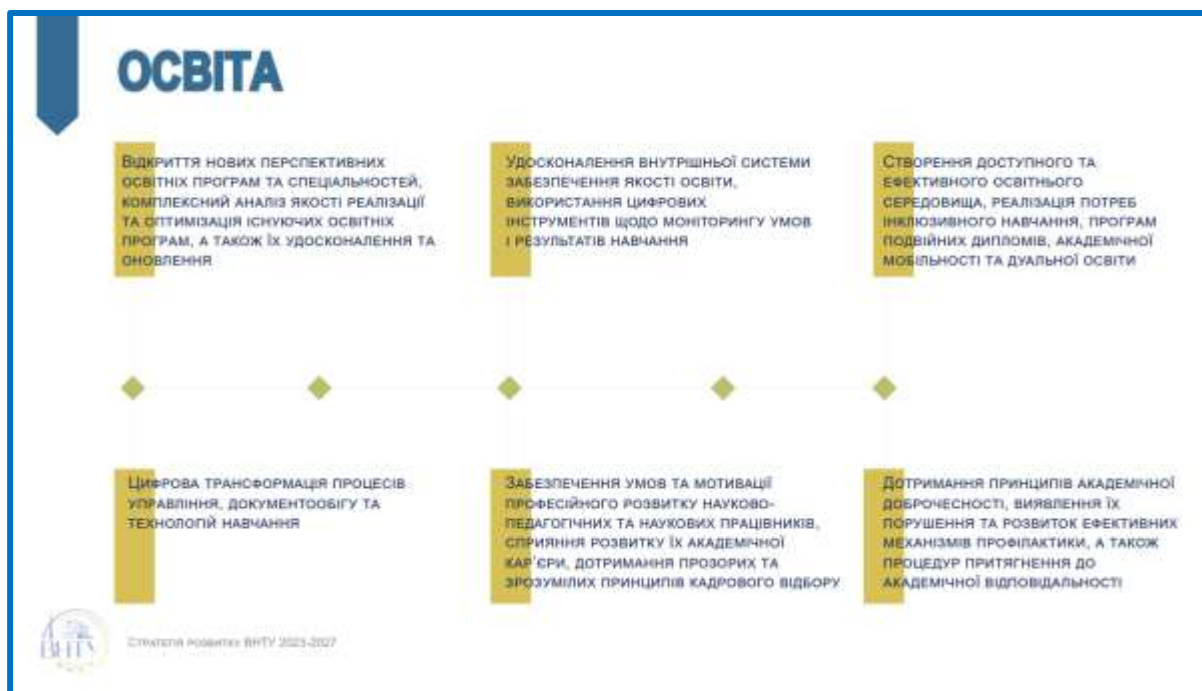 ОСВІТА
Відкриття нових перспективних
освітніх програм та спеціальностей,
комплексний аналіз якості реалізації
та оптимізація існуючих освітніх
програм, а також їх удосконалення та
оновлення
Удосконалення внутрішньої системи
забезпечення якості освіти,
використання цифрових
інструментів щодо моніторингу умов
і результатів навчання
Створення доступного та
ефективного освітнього
середовища, реалізація потреб
інклюзивного навчання, програм
подвійних дипломів, академічної
мобільності та дуальної освіти
Цифрова трансформація процесів
управління, документообігу та
технологій навчання
Забезпечення умов та мотивації
професійного розвитку науково-
педагогічних та наукових працівників,
сприяння розвитку їх академічної
кар'єри, дотримання прозорих та
зрозумілих принципів кадрового відбору
Дотримання принципів академічної
доброчесності, виявлення їх
порушення та розвиток ефективних
механізмів профілактики, а також
процедур притягнення до
академічної відповідальності
ВНТУ
Стратегія розвитку ВНТУ 2023-2027